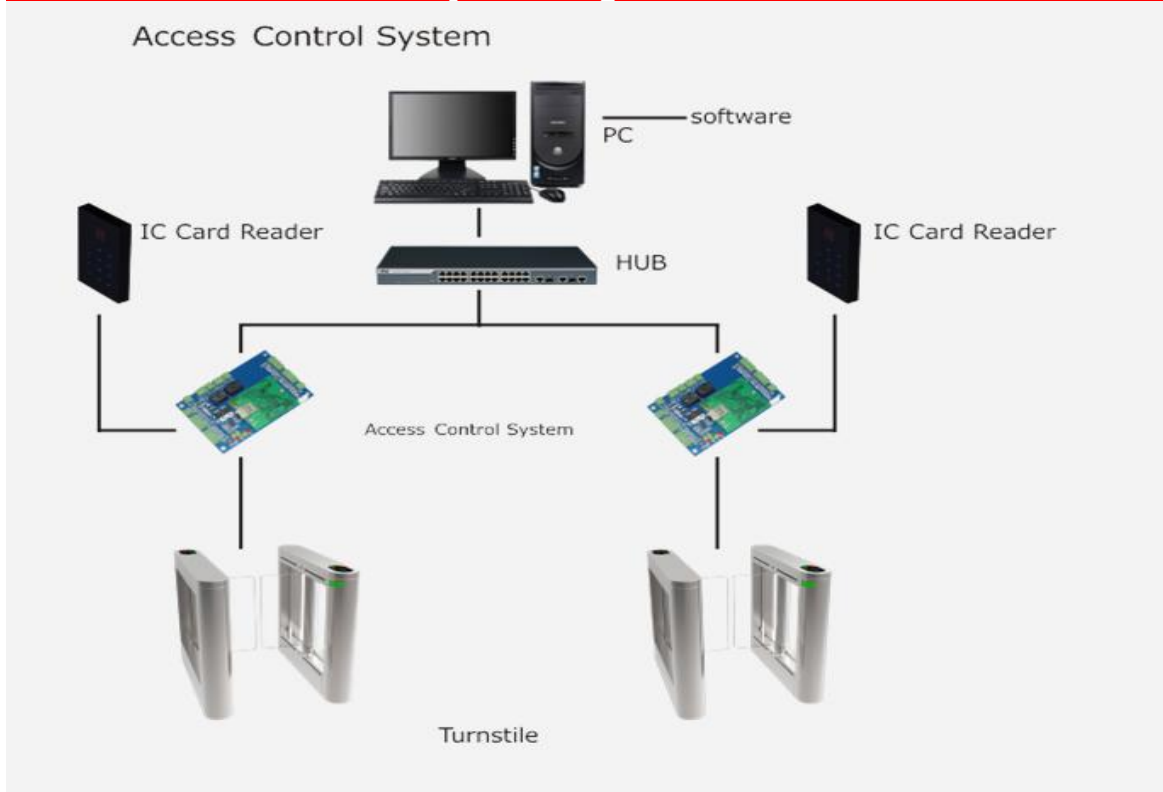 Access Control System
software
PC
IC Card Reader
IC Card Reader
HUB
Access Control System
Turnstile